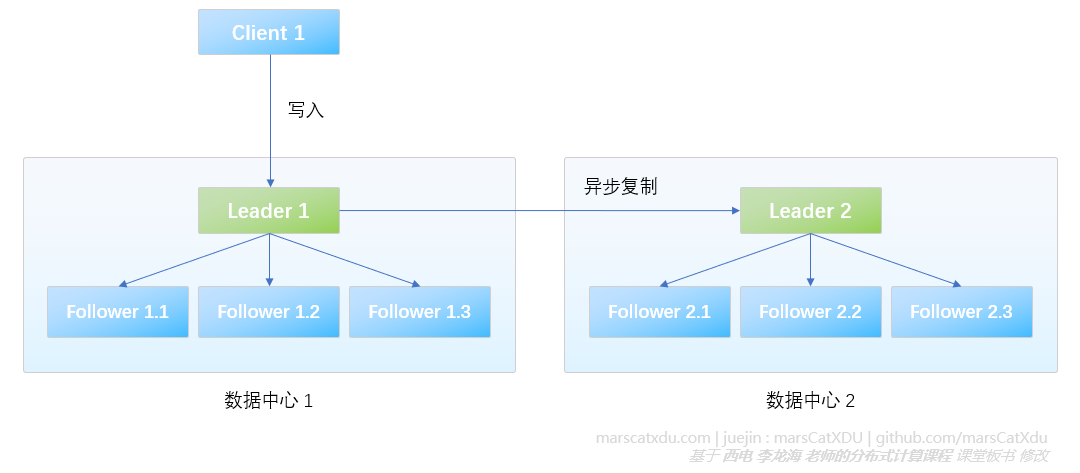 Client 1
写入
异步复制
Leader 1
Leader 2
Follower 1.1
Follower 1.2
Follower 1.3
Follower 2.1
Follower 2.2
Follower 2.3
数据中心 1
数据中心 2
marscatxdu.com | juejin : marsCatXDU | github.com/marsCatXdu
基于 西电 李龙海 老师的分布式计算课程 课堂板书 修改